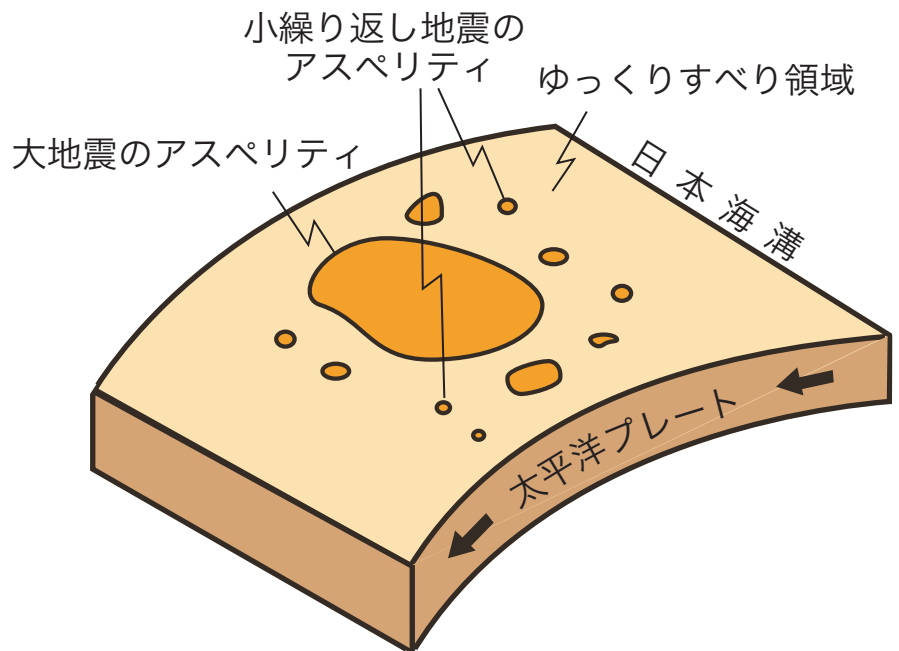 小繰り返し地震の
アスペリティ
ゆっくりすべり領域
大地震のアスペリティ
日本海溝
太平洋プレート